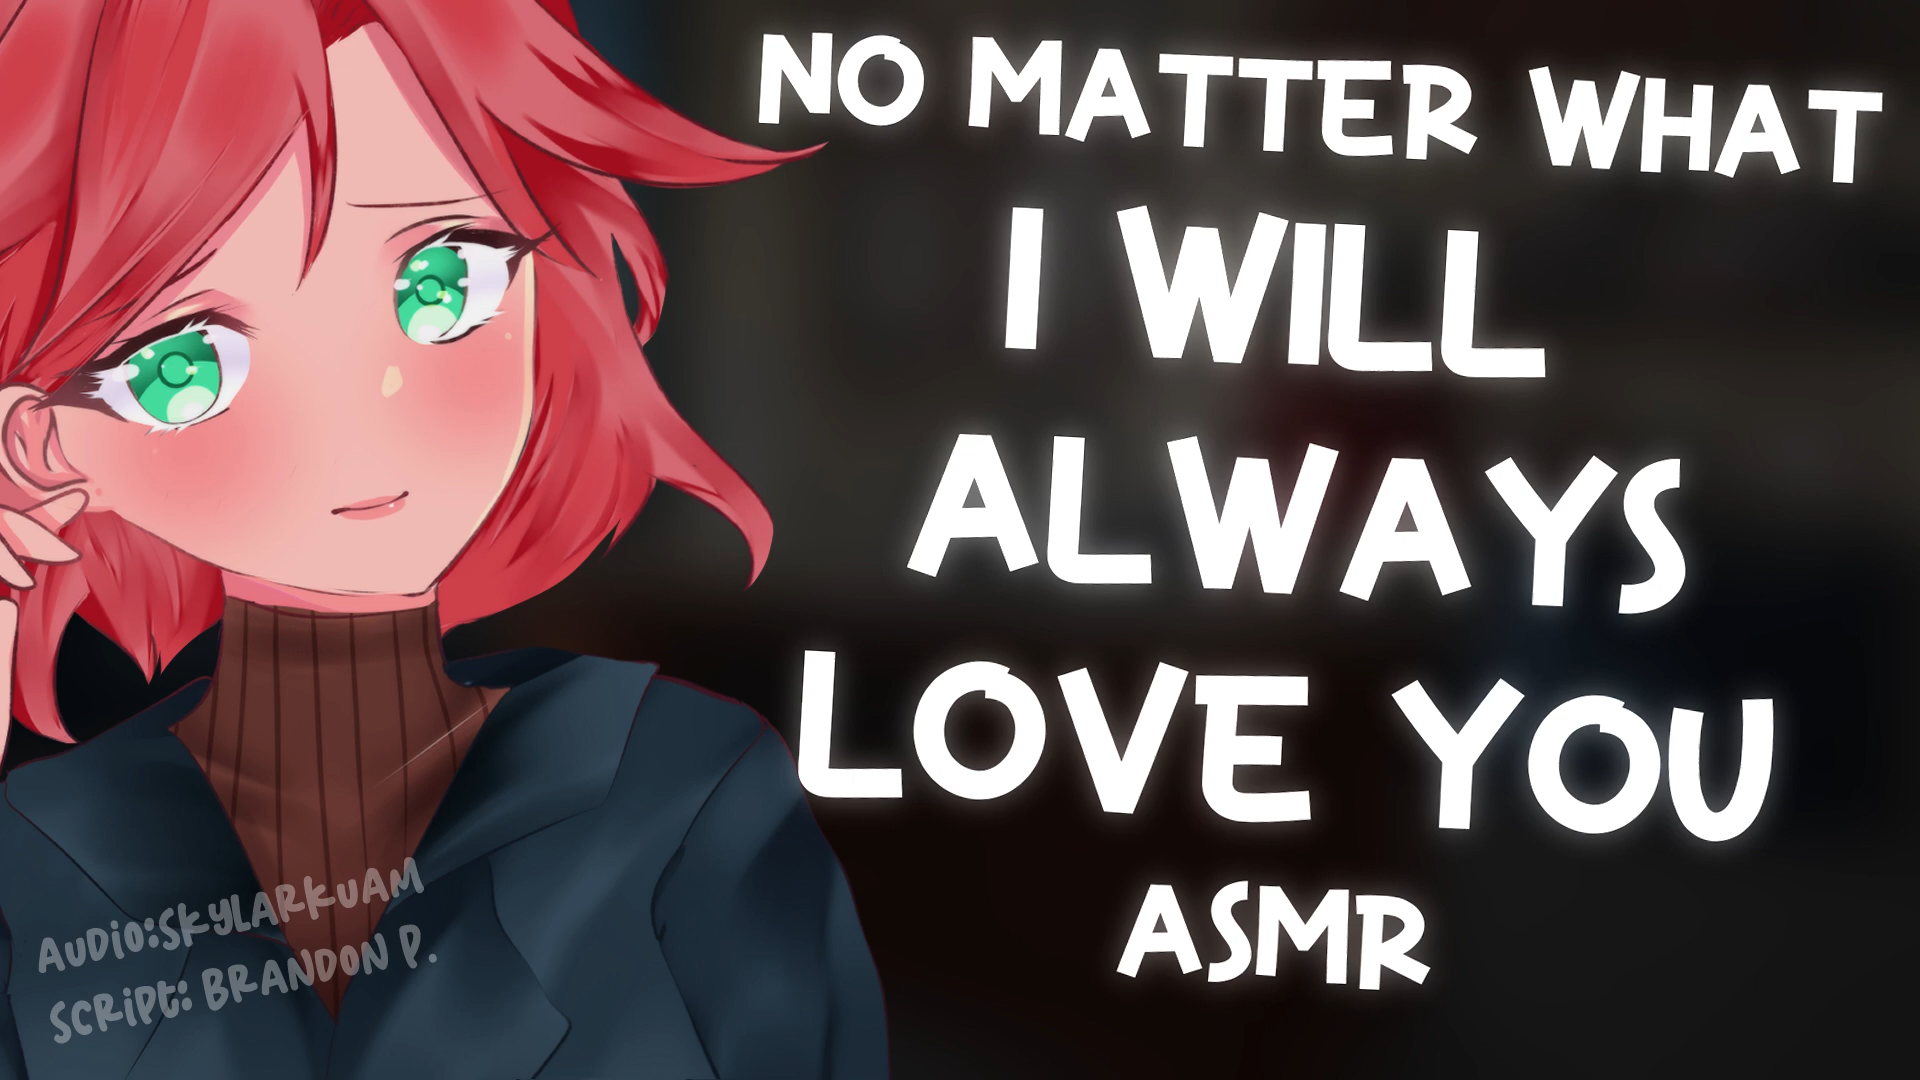 NO MATTER WHAT
I WILL
ALWAYS
LOVE YOU
ASMR
AUDIO:SKYLARKUAM
SCRIPT: BRANDON P.